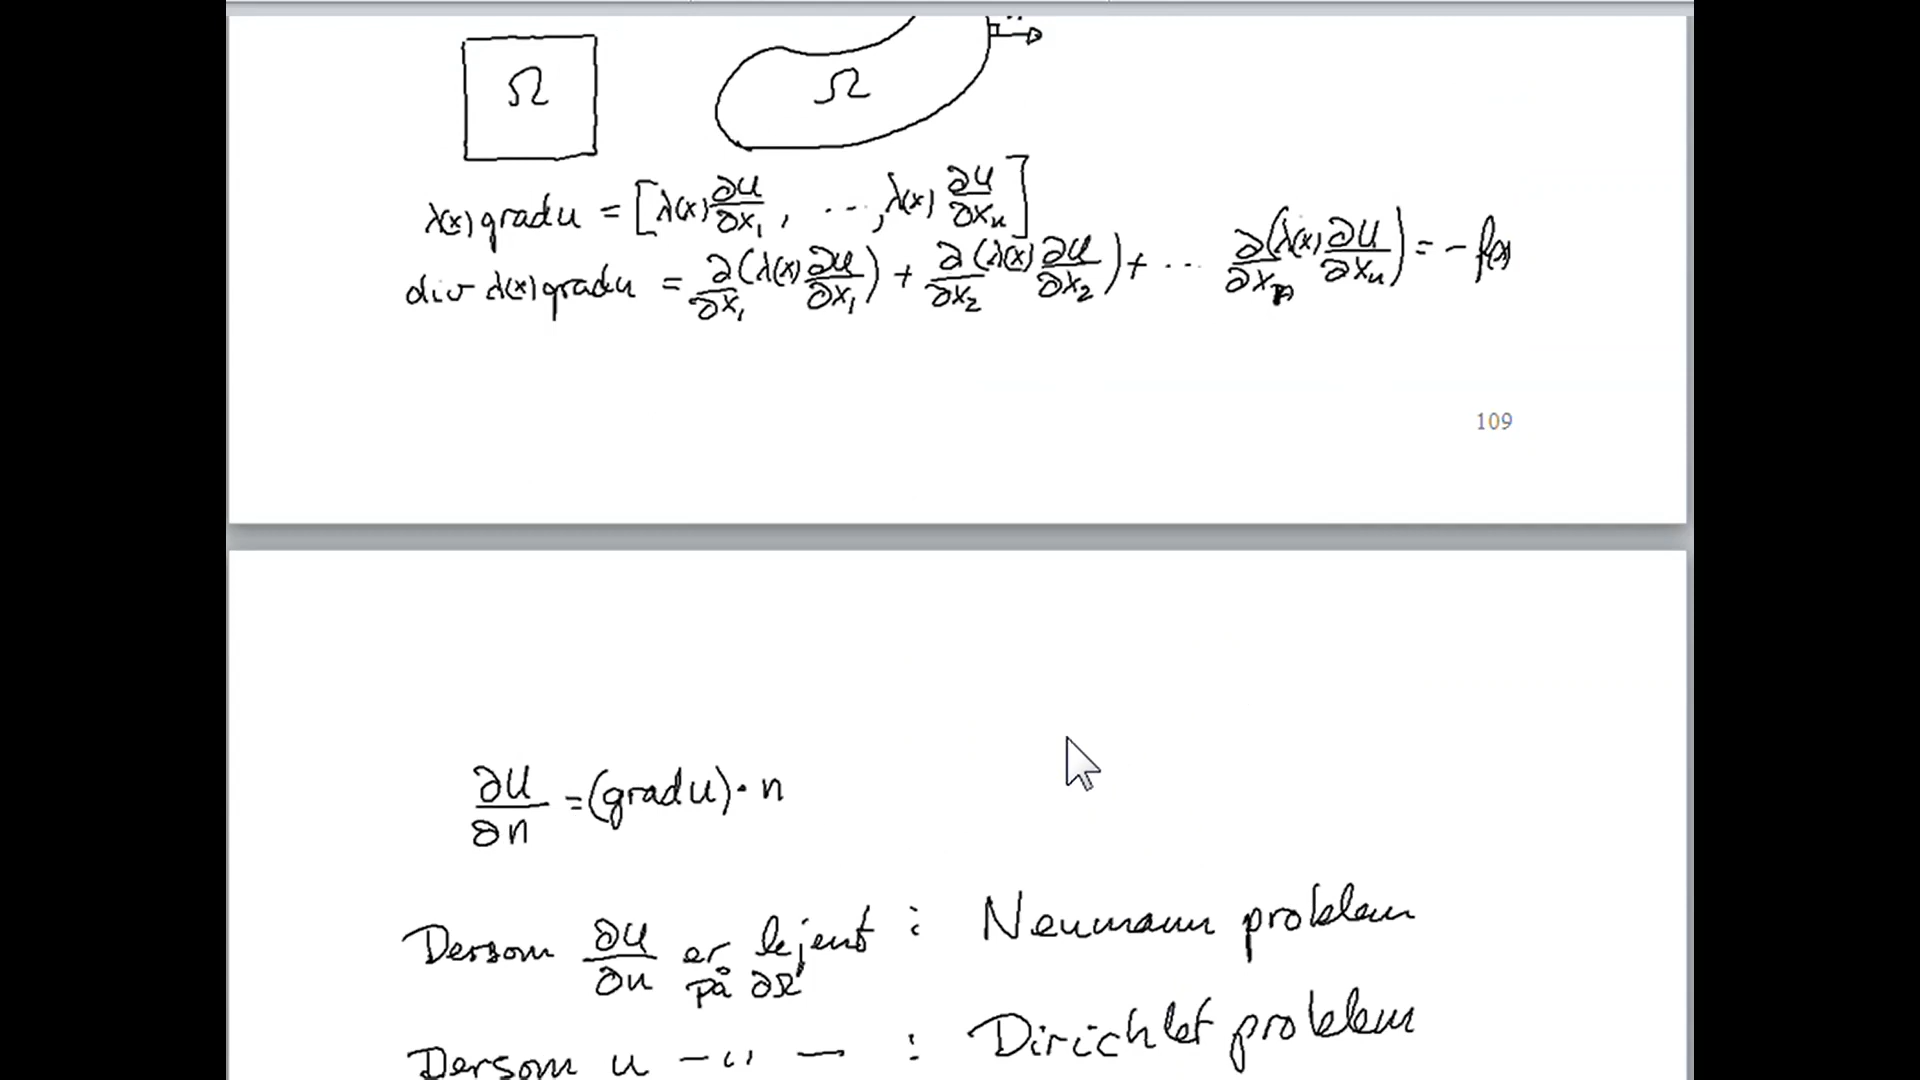 Ω Ω
λ(x) grad u = [λ(x) ∂u/∂x₁, ..., λ(x) ∂u/∂xₙ]
div λ(x) grad u = ∂/∂x₁ (λ(x) ∂u/∂x₁) + ∂/∂x₂ (λ(x) ∂u/∂x₂) + ... ∂/∂xₙ (λ(x) ∂u/∂xₙ) = - f(x)
109
∂u/∂n = (grad u) · n
Dersom ∂u/∂n er kjent : Neumann problem
på ∂Ω
Dersom u —〃— : Dirichlet problem